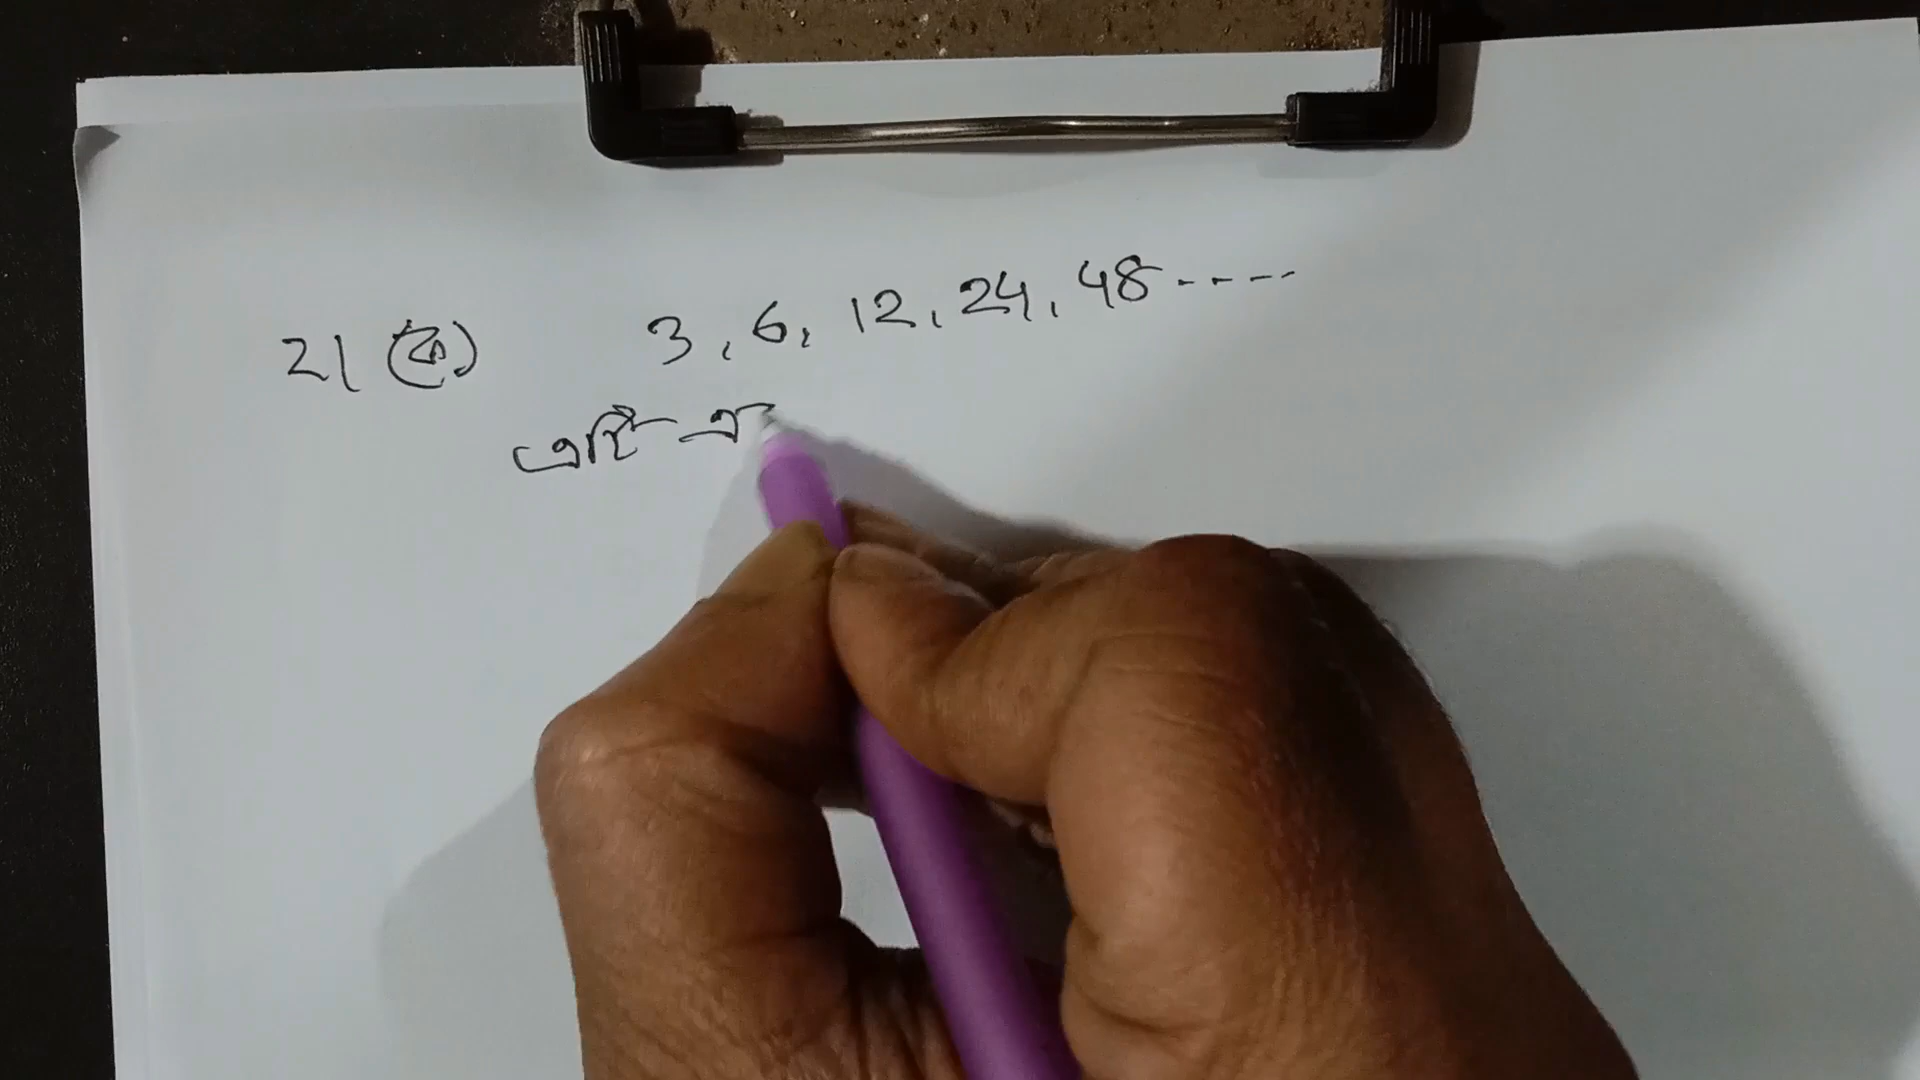 2। (ক) 3, 6, 12, 24, 48 -----
এটি এ